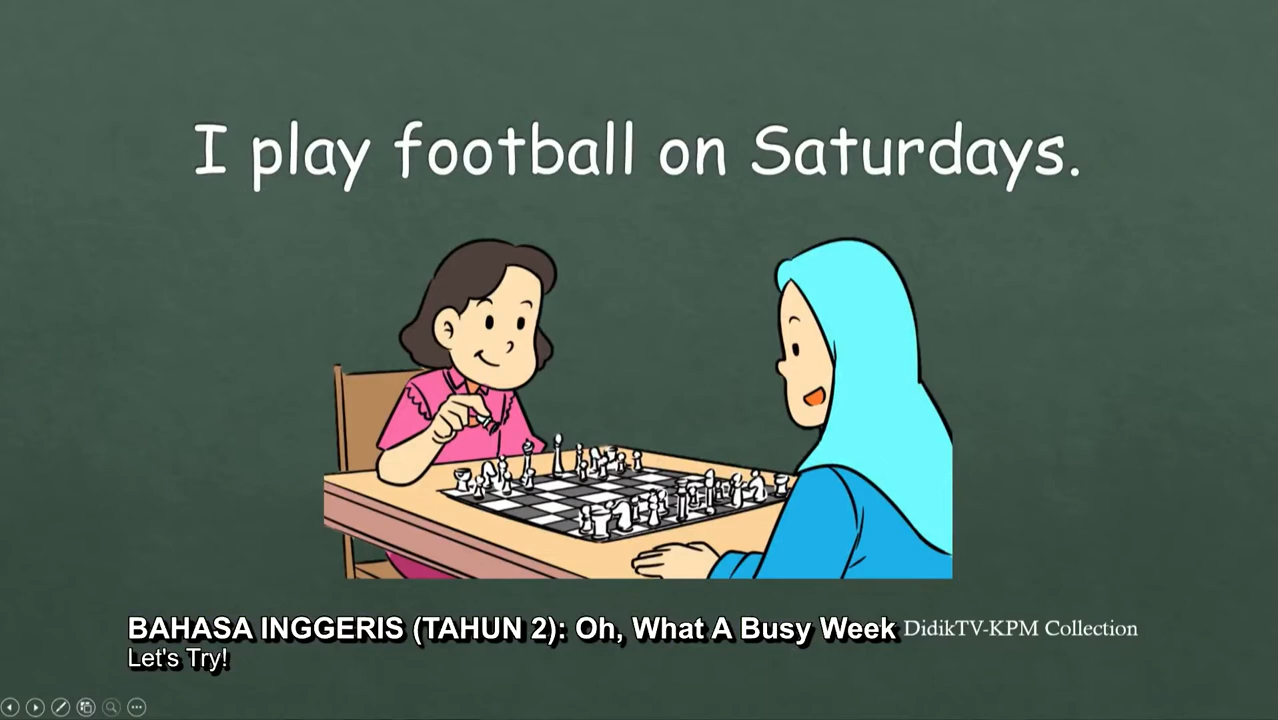 I play football on Saturdays.
BAHASA INGGERIS (TAHUN 2): Oh, What A Busy Week DidikTV-KPM Collection
Let's Try!